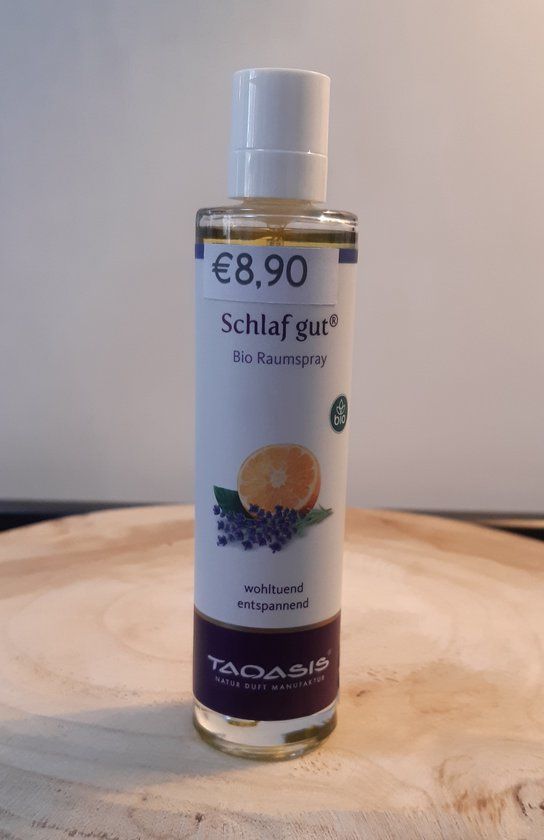 €8,90
Schlaf gut®
Bio Raumspray
bio
wohltuend
entspannend
TAOASIS®
NATUR DUFT MANUFAKTUR